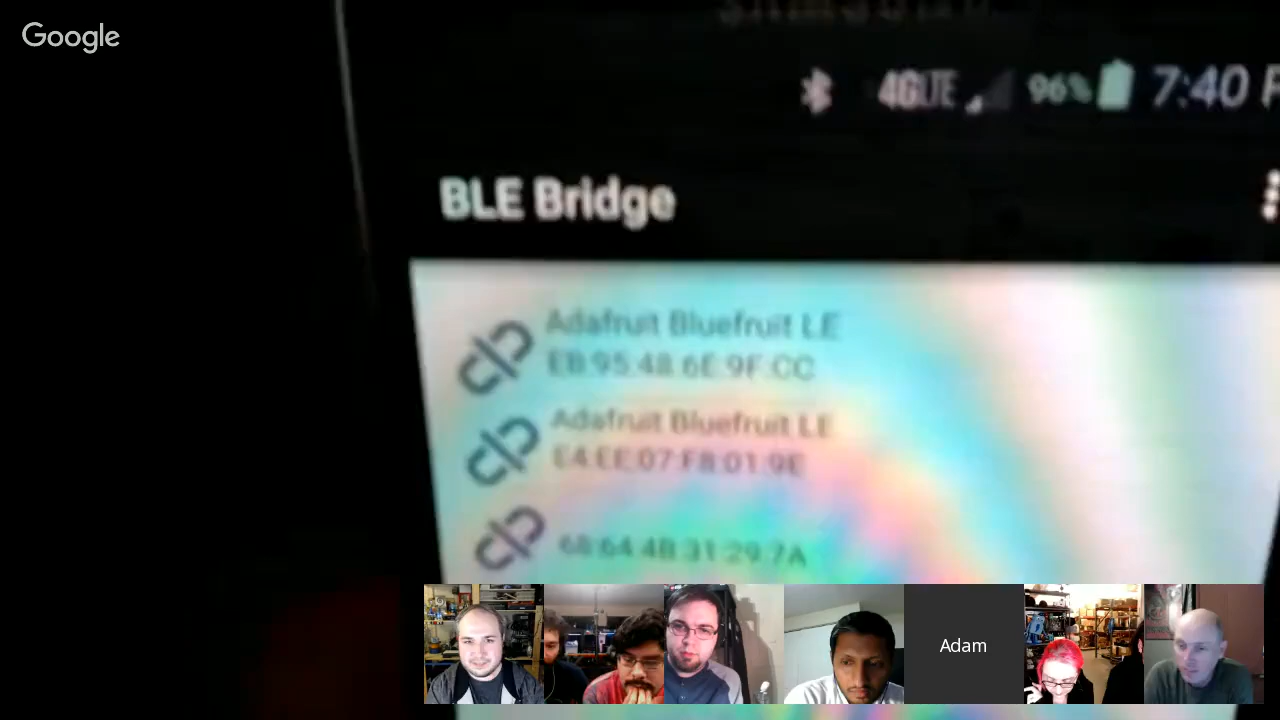 Google
4G LTE 96% 7:40
BLE Bridge
Adafruit Bluefruit LE
EB:95:48:6E:9F:CC
Adafruit Bluefruit LE
E4:EE:07:F8:01:9E
68:64:4B:31:29:7A
Adam